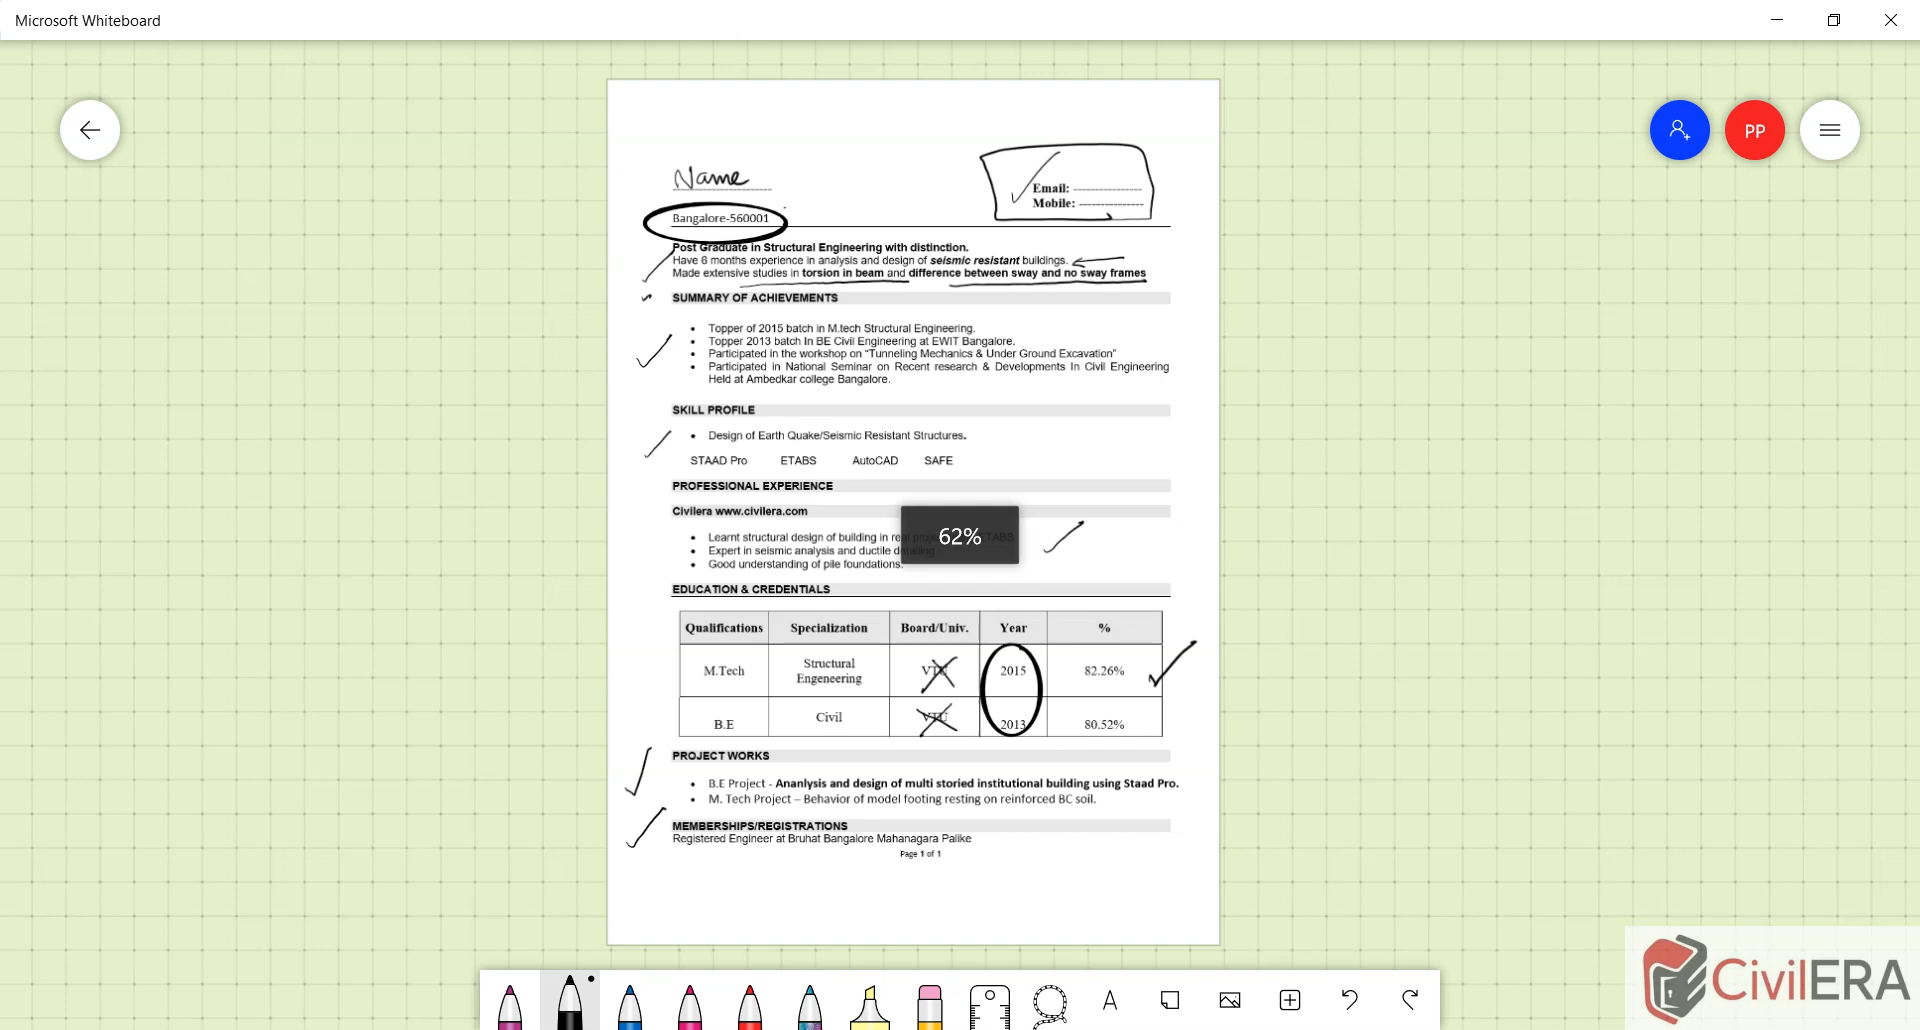 Microsoft Whiteboard
PP
Name
Email:
Mobile:
Bangalore-560001
Post Graduate in Structural Engineering with distinction.
Have 6 months experience in analysis and design of seismic resistant buildings.
Made extensive studies in torsion in beam and difference between sway and no sway frames
SUMMARY OF ACHIEVEMENTS
• Topper of 2015 batch in M.tech Structural Engineering.
• Topper 2013 batch In BE Civil Engineering at EWIT Bangalore.
• Participated in the workshop on “Tunneling Mechanics & Under Ground Excavation”
• Participated in National Seminar on Recent research & Developments In Civil Engineering
Held at Ambedkar college Bangalore.
SKILL PROFILE
• Design of Earth Quake/Seismic Resistant Structures.
STAAD Pro ETABS AutoCAD SAFE
PROFESSIONAL EXPERIENCE
Civilera www.civilera.com
62%
• Learnt structural design of building in ETABS
• Expert in seismic analysis and ductile detailing
• Good understanding of pile foundations.
EDUCATION & CREDENTIALS
Qualifications Specialization Board/Univ. Year %
M.Tech Structural Engeneering VTU 2015 82.26%
B.E Civil VTU 2013 80.52%
PROJECT WORKS
• B.E Project - Ananlysis and design of multi storied institutional building using Staad Pro.
• M. Tech Project – Behavior of model footing resting on reinforced BC soil.
MEMBERSHIPS/REGISTRATIONS
Registered Engineer at Bruhat Bangalore Mahanagara Palike
Page 1 of 1
CivilERA